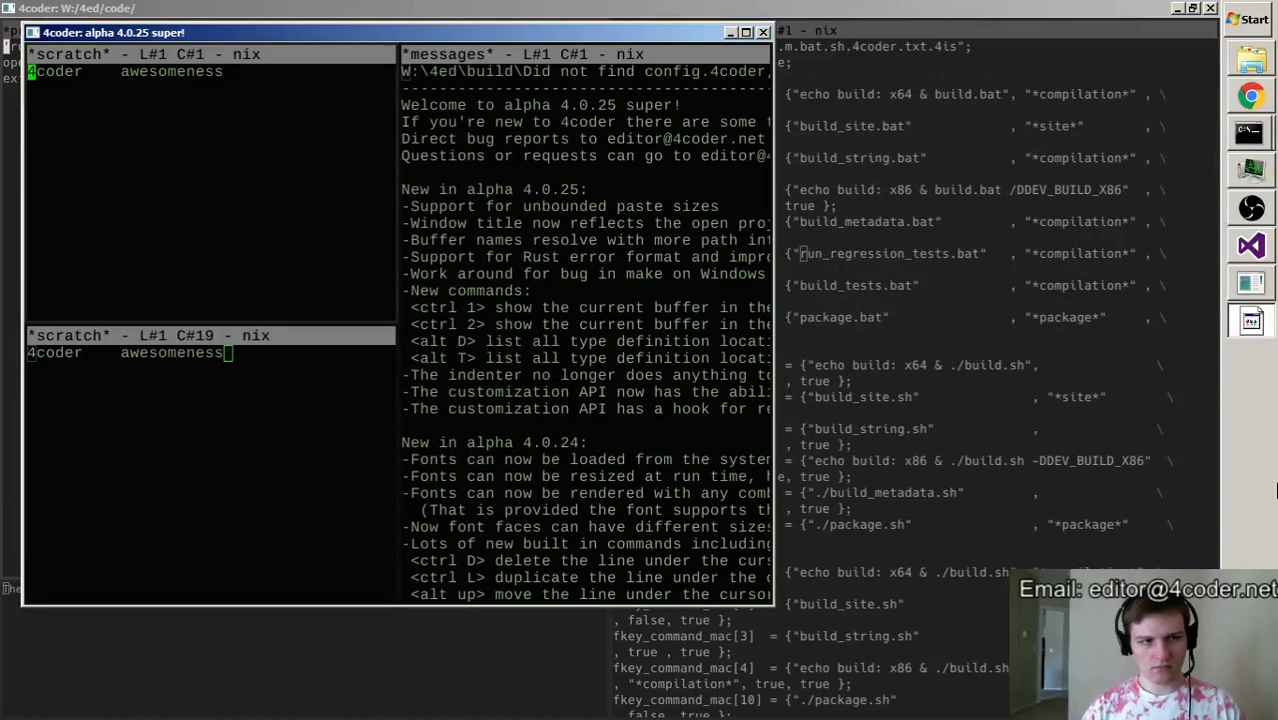 4coder: W:/4ed/code/
4coder: alpha 4.0.25 super!
*scratch* - L#1 C#1 - nix
4coder    awesomeness
*scratch* - L#1 C#19 - nix
4coder    awesomeness
*messages* - L#1 C#1 - nix
W:\4ed\build\Did not find config.4coder,
----------------------------------------
Welcome to alpha 4.0.25 super!
If you're new to 4coder there are some
Direct bug reports to editor@4coder.net
Questions or requests can go to editor@4
New in alpha 4.0.25:
-Support for unbounded paste sizes
-Window title now reflects the open
-Buffer names resolve with more path
-Support for Rust error format and
-Work around for bug in make on Windows
-New commands:
<ctrl 1> show the current buffer in the
<ctrl 2> show the current buffer in the
<alt D> list all type definition
<alt T> list all type definition
-The indenter no longer does anything to
-The customization API now has the
-The customization API has a hook for
New in alpha 4.0.24:
-Fonts can now be loaded from the
-Fonts can now be resized at run time,
-Fonts can now be rendered with any
(That is provided the font supports
-Now font faces can have different
-Lots of new built in commands including
<ctrl D> delete the line under the
<ctrl L> duplicate the line under the
<alt up> move the line under the cursor
#1 - nix
.m.bat.sh.4coder.txt.4is";
e;
{"echo build: x64 & build.bat", "*compilation*" , \
{"build_site.bat" , "*site*" , \
{"build_string.bat" , "*compilation*" , \
{"echo build: x86 & build.bat /DDEV_BUILD_X86"
true };
{"build_metadata.bat" , "*compilation*" , \
{"run_regression_tests.bat" , "*compilation*" , \
{"build_tests.bat" , "*compilation*" , \
{"package.bat" , "*package*" , \
= {"echo build: x64 & ./build.sh",
, true };
= {"build_site.sh" , "*site*" \
= {"build_string.sh" , \
, true };
= {"echo build: x86 & ./build.sh -DDEV_BUILD_X86"
e, true };
= {"./build_metadata.sh" , \
, true };
= {"./package.sh" , "*package*" \
{"echo build: x64 & ./build.sh",
{"build_site.sh"
, false, true };
fkey_command_mac[3]  = {"build_string.sh"
, true , true };
fkey_command_mac[4]  = {"echo build: x86 & ./build.sh
, "*compilation*", true, true };
fkey_command_mac[10] = {"./package.sh"
false, true };
Start
Email: editor@4coder.net